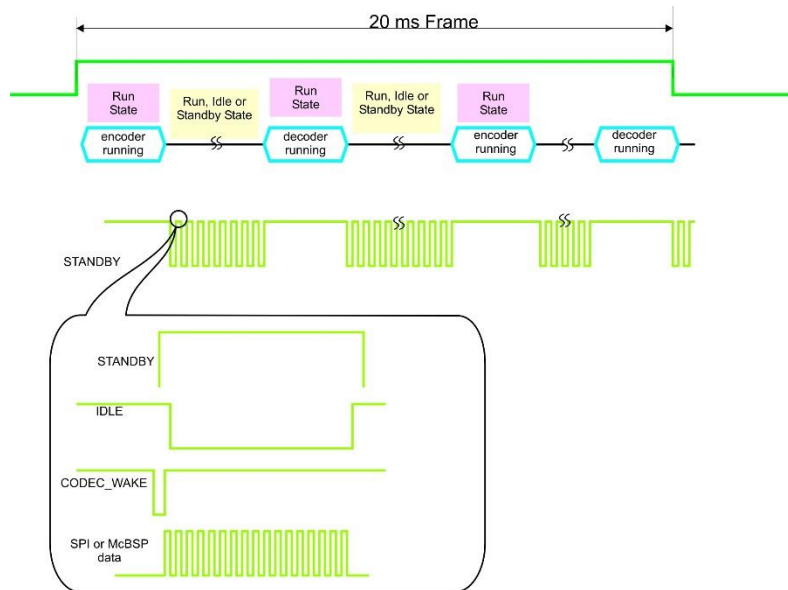 20 ms Frame
Run
State
Run, Idle or
Standby State
Run
State
Run, Idle or
Standby State
Run
State
encoder
running
decoder
running
encoder
running
decoder
running
STANDBY
STANDBY
IDLE
CODEC_WAKE
SPI or McBSP
data